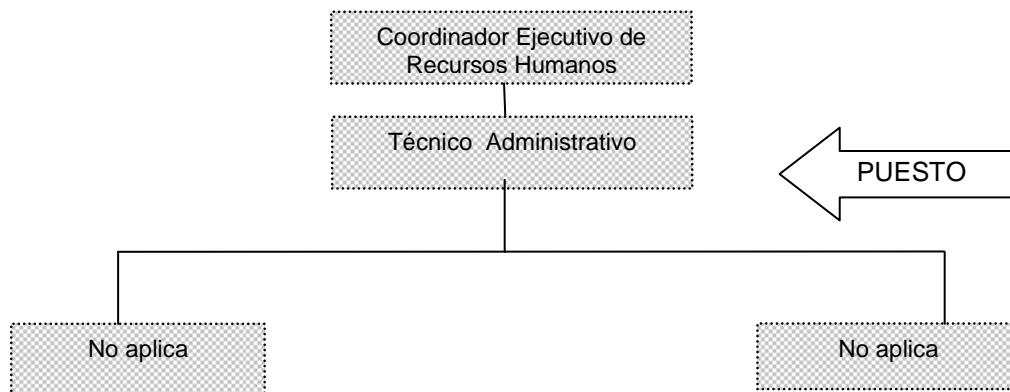 Coordinador Ejecutivo de
Recursos Humanos
Técnico Administrativo
PUESTO
No aplica
No aplica